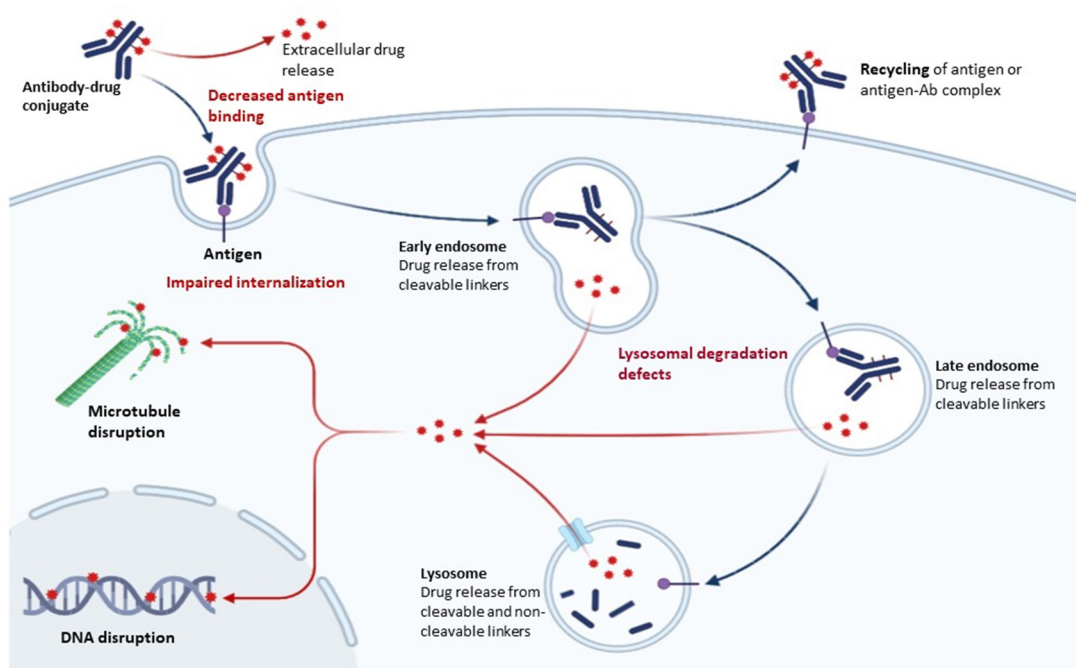 Antibody-drug
conjugate
Extracellular drug
release
Decreased antigen
binding
Recycling of antigen or
antigen-Ab complex
Antigen
Impaired internalization
Early endosome
Drug release from
cleavable linkers
Lysosomal degradation
defects
Late endosome
Drug release from
cleavable linkers
Microtubule
disruption
Lysosome
Drug release from
cleavable and non-
cleavable linkers
DNA disruption